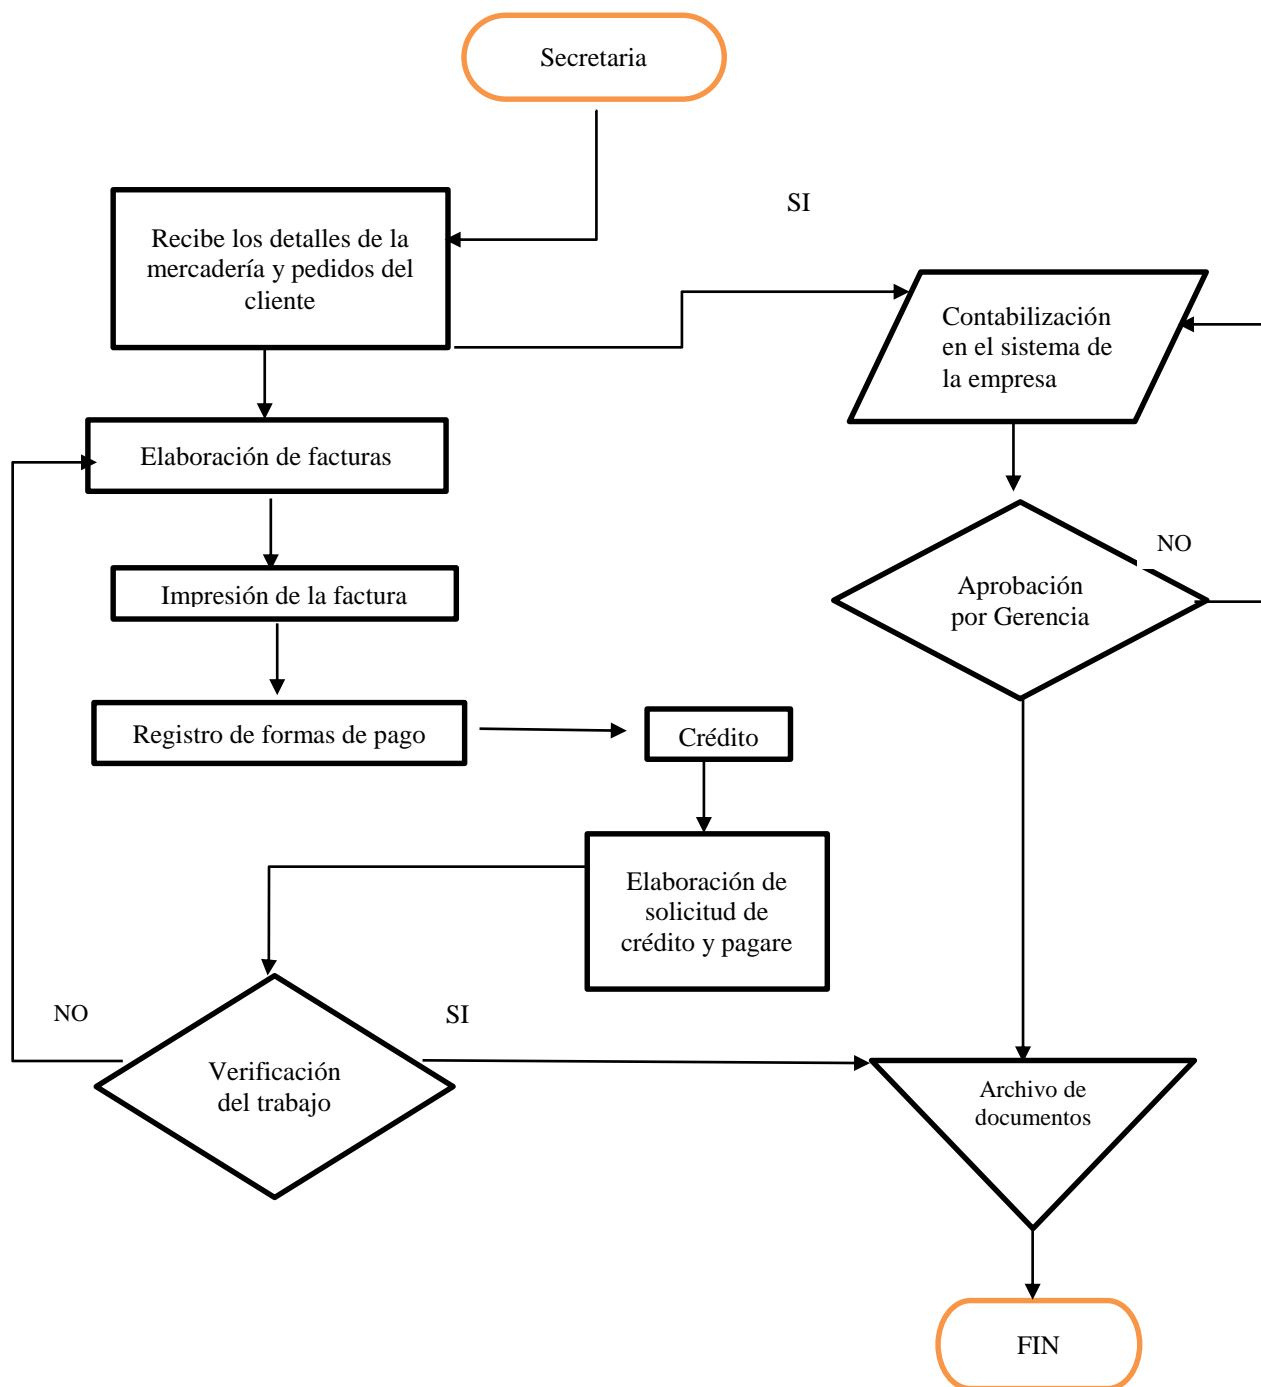 Secretaria
SI
Recibe los detalles de la
mercadería y pedidos del
cliente
Contabilización
en el sistema de
la empresa
Elaboración de facturas
NO
Aprobación
por Gerencia
Impresión de la factura
Registro de formas de pago
Crédito
Elaboración de
solicitud de
crédito y pagare
NO
SI
Verificación
del trabajo
Archivo de
documentos
FIN